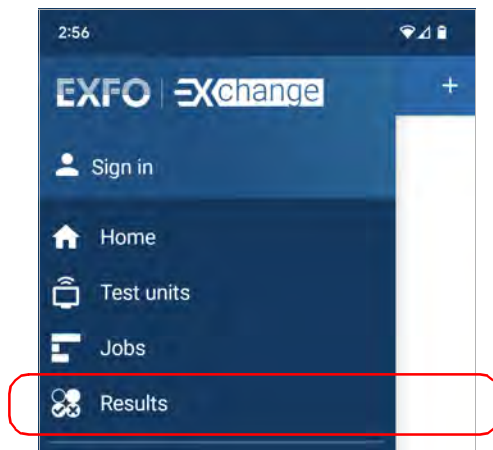 2:56
EXFO | EXchange
+
Sign in
Home
Test units
Jobs
Results